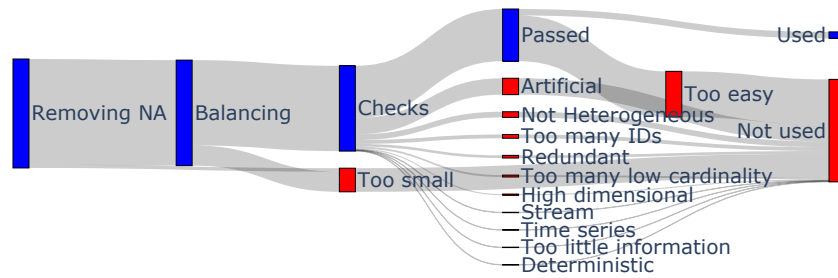 Passed
Used
Artificial
Too easy
Removing NA
Balancing
Checks
Not Heterogeneous
Too many IDs
Not used
Redundant
Too small
Too many low cardinality
High dimensional
Stream
Time series
Too little information
Deterministic